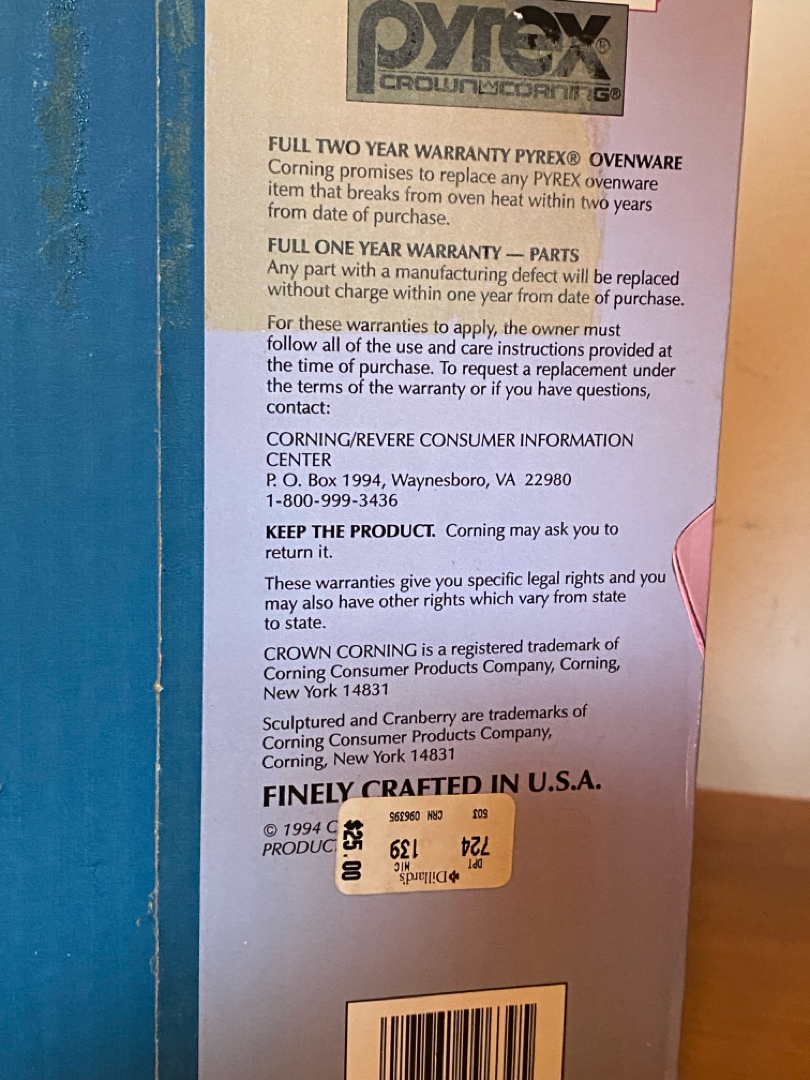 pyrex®
CROWN CORNING®
FULL TWO YEAR WARRANTY PYREX® OVENWARE
Corning promises to replace any PYREX ovenware
item that breaks from oven heat within two years
from date of purchase.
FULL ONE YEAR WARRANTY — PARTS
Any part with a manufacturing defect will be replaced
without charge within one year from date of purchase.
For these warranties to apply, the owner must
follow all of the use and care instructions provided at
the time of purchase. To request a replacement under
the terms of the warranty or if you have questions,
contact:
CORNING/REVERE CONSUMER INFORMATION
CENTER
P. O. Box 1994, Waynesboro, VA 22980
1-800-999-3436
KEEP THE PRODUCT. Corning may ask you to
return it.
These warranties give you specific legal rights and you
may also have other rights which vary from state
to state.
CROWN CORNING is a registered trademark of
Corning Consumer Products Company, Corning,
New York 14831
Sculptured and Cranberry are trademarks of
Corning Consumer Products Company,
Corning, New York 14831
FINELY CRAFTED IN U.S.A.
© 1994 C
PRODUC
Dillard's
DPT MIC
724 139
503 CRN 096396
$25.00